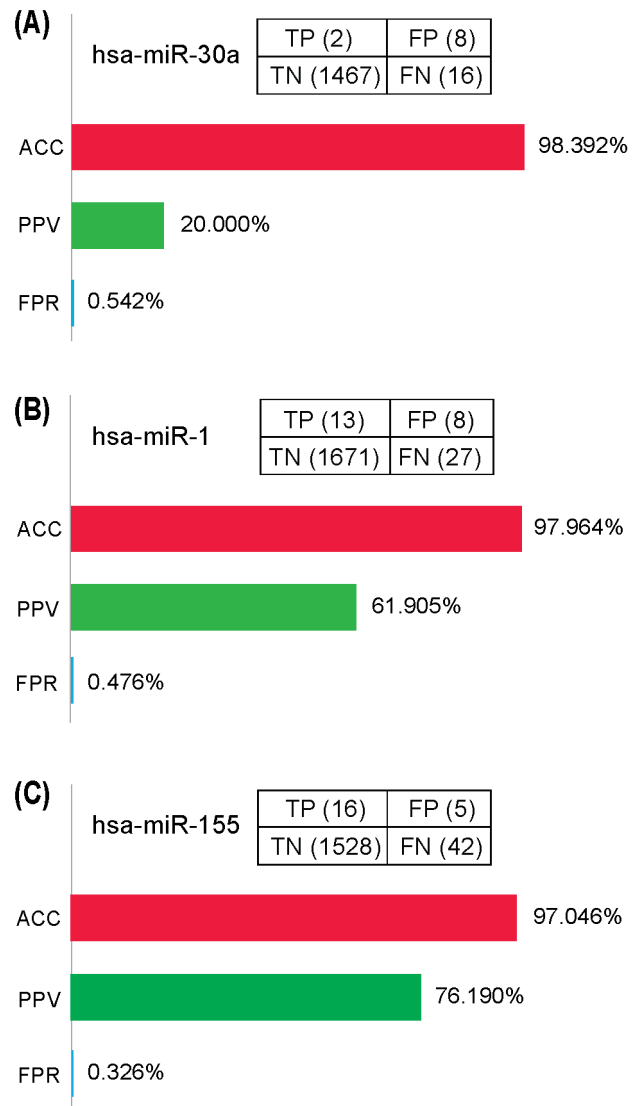 (A)
hsa-miR-30a
TP (2) FP (8)
TN (1467) FN (16)
ACC 98.392%
PPV 20.000%
FPR 0.542%
(B)
hsa-miR-1
TP (13) FP (8)
TN (1671) FN (27)
ACC 97.964%
PPV 61.905%
FPR 0.476%
(C)
hsa-miR-155
TP (16) FP (5)
TN (1528) FN (42)
ACC 97.046%
PPV 76.190%
FPR 0.326%